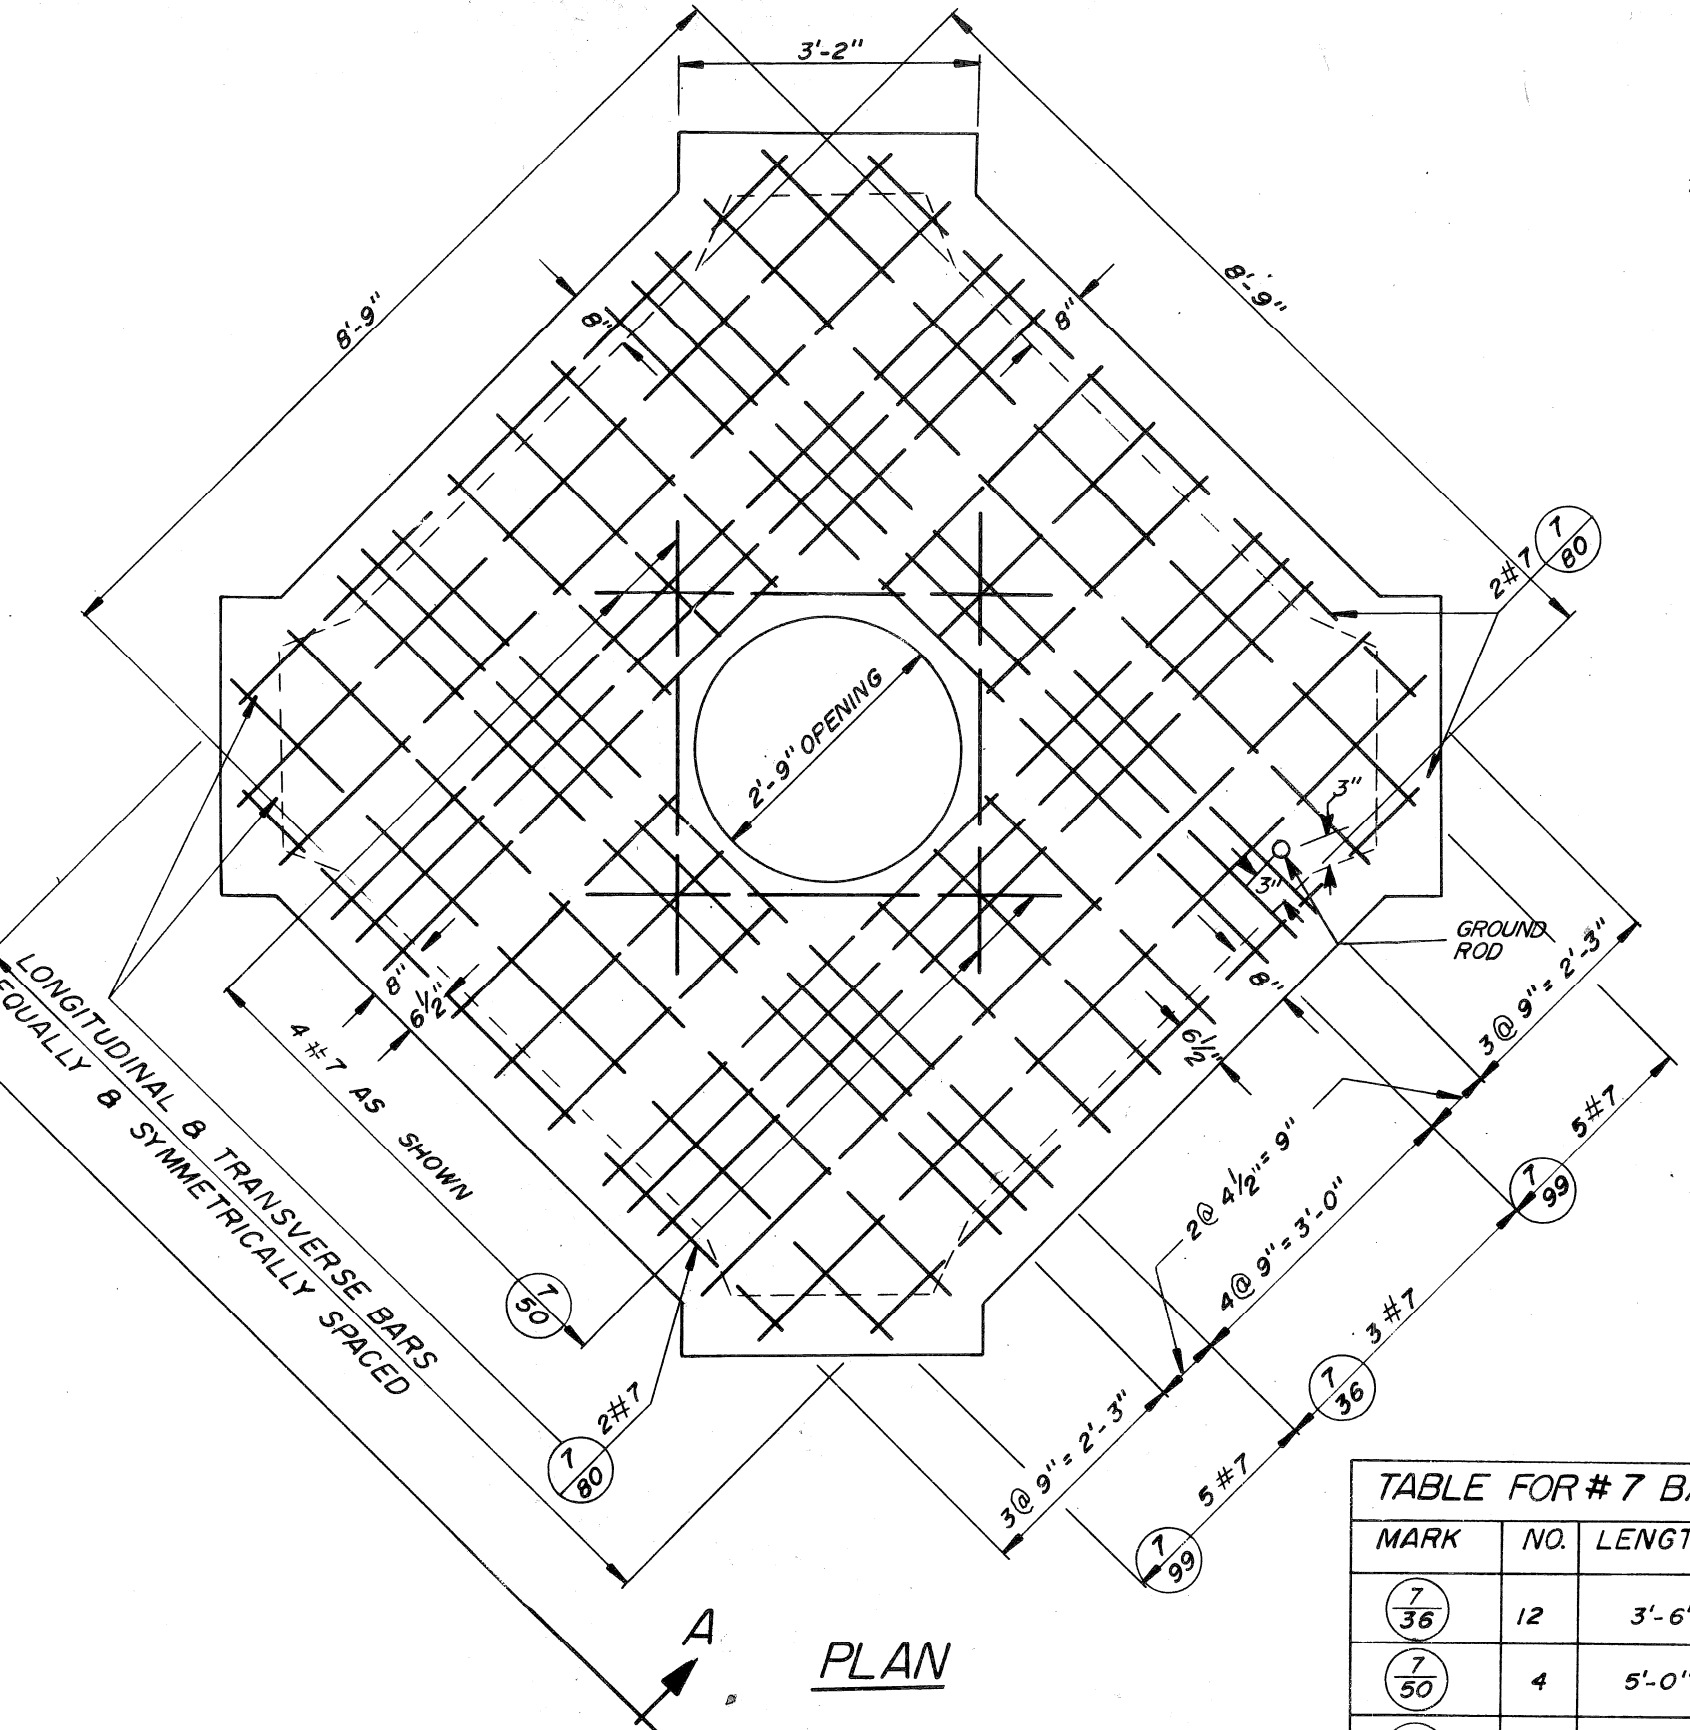 3'-2"
8'-9"
8'-9"
8"
8"
2#7
7
80
2'-9" OPENING
3"
3"
GROUND
ROD
8"
6½"
8"
6½"
LONGITUDINAL & TRANSVERSE BARS
EQUALLY & SYMMETRICALLY SPACED
4 #7 AS SHOWN
7
50
2#7
7
80
3@ 9"= 2'-3"
5#7
7
99
2@ 4½"= 9"
4@ 9"= 3'-0"
3 #7
7
36
3@ 9"= 2'-3"
5 #7
7
99
A
PLAN
TABLE FOR #7
MARK NO.
7
36
12 3'-6"
7
50
4 5'-0"